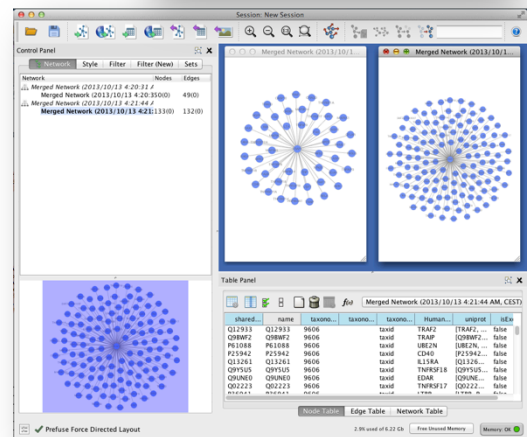 Session: New Session
Control Panel
Network Style Filter Filter (New) Sets
Network Nodes Edges
Merged Network (2013/10/13 4:20:31 A
Merged Network (2013/10/13 4:20:: 50(0) 49(0)
Merged Network (2013/10/13 4:21:44 A
Merged Network (2013/10/13 4:21: 133(0) 132(0)
Merged Network (2013/10/1...
Merged Network (2013/10/1...
Table Panel
f(x) Merged Network (2013/10/13 4:21:44 AM, CEST)
shared... name taxono... taxono... taxono... Human... uniprot isEx
Q12933 Q12933 9606 taxid TRAF2 [TRAF2, ... false
Q9BWF2 Q9BWF2 9606 taxid TRAIP [TRAIP, ... false
P61088 P61088 9606 taxid UBE2N [UBE2N, ... false
P25942 P25942 9606 taxid CD40 [P25942... false
Q13261 Q13261 9606 taxid IL15RA [Q1326... false
Q9Y5U5 Q9Y5U5 9606 taxid TNFRSF18 [Q9Y5U5... false
Q9UNE0 Q9UNE0 9606 taxid EDAR [Q9UNE... false
Q02223 Q02223 9606 taxid TNFRSF17 [Q0222... false
Node Table Edge Table Network Table
Prefuse Force Directed Layout
2.9% used of 6.22 Gb Free Unused Memory Memory: OK